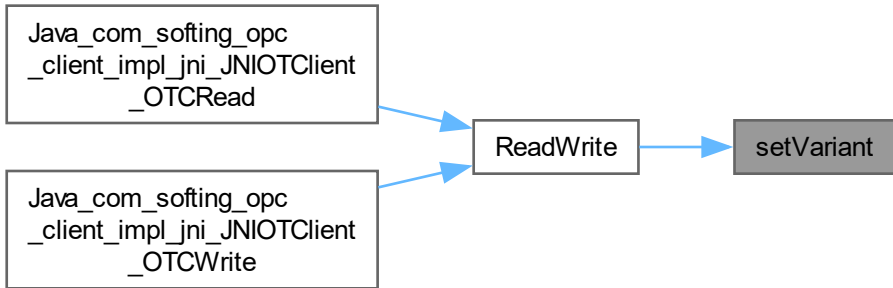 Java_com_softing_opc
_client_impl_jni_JNIOTClient
_OTCRead
ReadWrite
setVariant
Java_com_softing_opc
_client_impl_jni_JNIOTClient
_OTCWrite